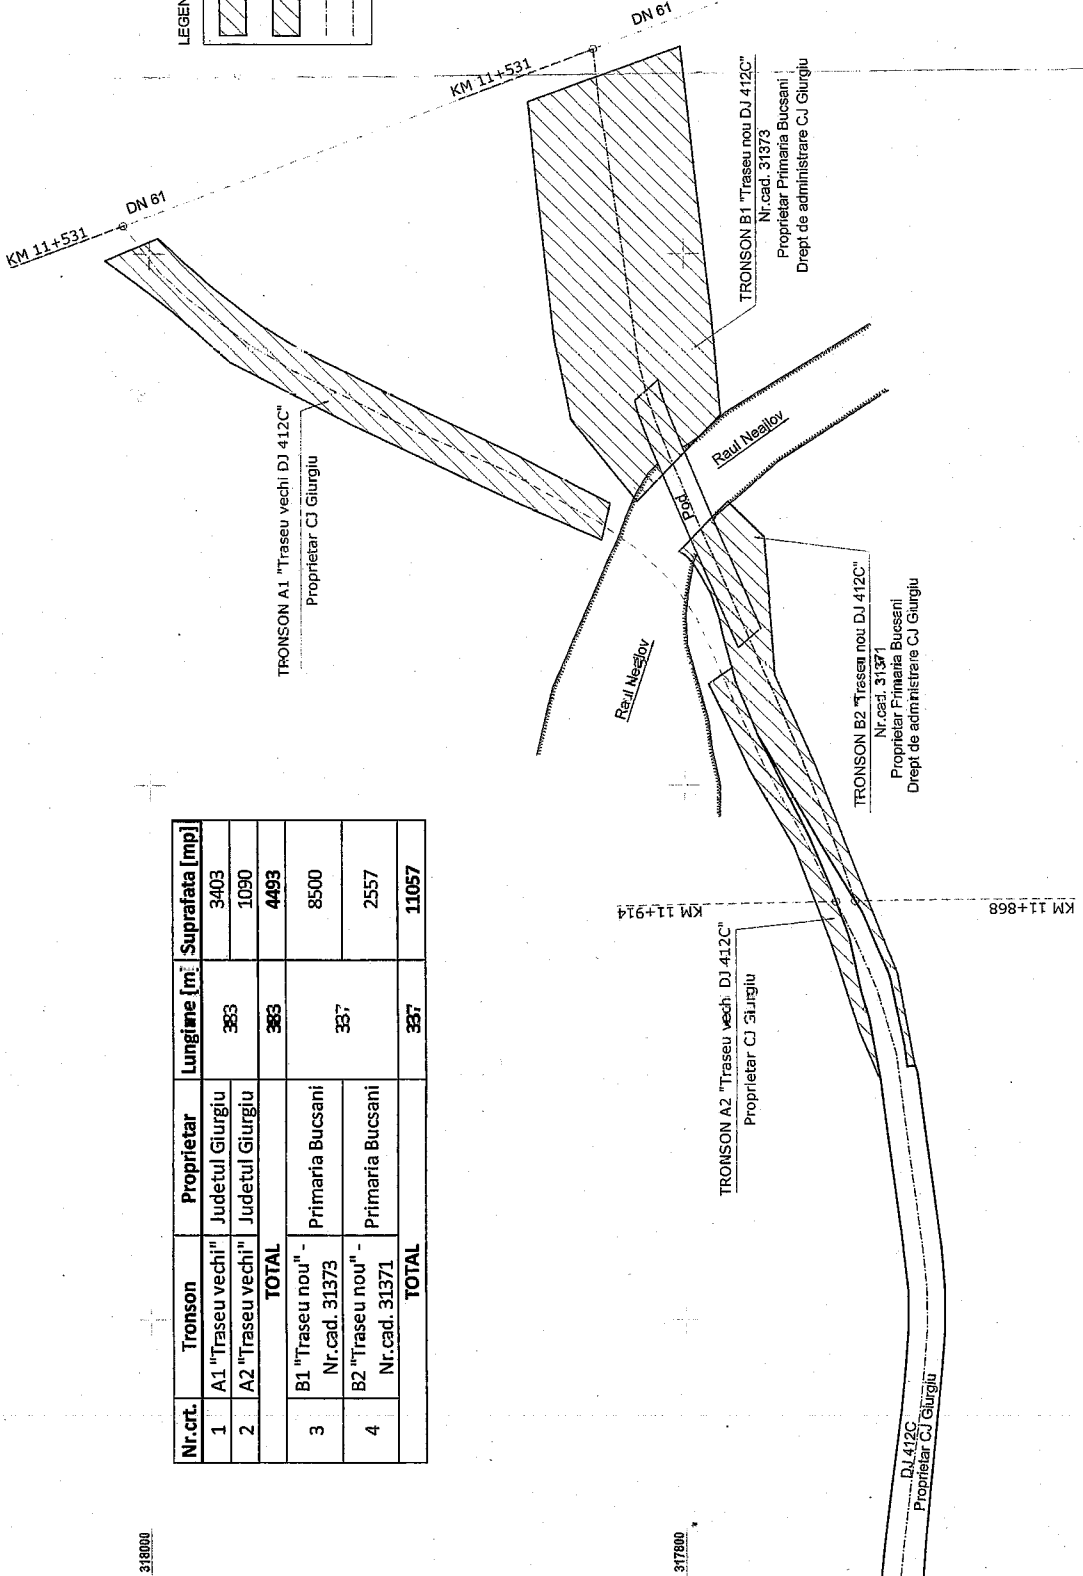 LEGEN
DN 61
KM 11+531
KM 11+531
DN 61
TRONSON A1 "Traseu vechi DJ 412C"
Proprietar CJ Giurgiu
TRONSON B1 "Traseu nou DJ 412C"
Nr.cad. 31373
Proprietar Primaria Bucsani
Drept de administrare CJ Giurgiu
Raul Neajlov
Pod
Raul Neajlov
TRONSON B2 "Traseu nou DJ 412C"
Nr.cad. 31371
Proprietar Primaria Bucsani
Drept de administrare CJ Giurgiu
KM 11+914
KM 11+868
TRONSON A2 "Traseu vechi DJ 412C"
Proprietar CJ Giurgiu
Nr.crt. Tronson Proprietar Lungime [m] Suprafata [mp]
1 A1 "Traseu vechi" Judetul Giurgiu 383 3403
2 A2 "Traseu vechi" Judetul Giurgiu 1090
TOTAL 383 4493
3 B1 "Traseu nou" - Primaria Bucsani 337 8500
Nr.cad. 31373
4 B2 "Traseu nou" - Primaria Bucsani 2557
Nr.cad. 31371
TOTAL 337 11057
DJ 412C
Proprietar CJ Giurgiu
318000
317800